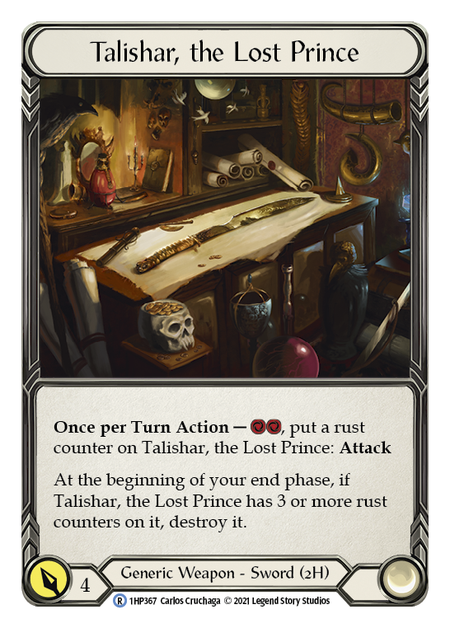 Talishar, the Lost Prince
Once per Turn Action — , put a rust
counter on Talishar, the Lost Prince: Attack
At the beginning of your end phase, if
Talishar, the Lost Prince has 3 or more rust
counters on it, destroy it.
4
Generic Weapon - Sword (2H)
R 1HP367 Carlos Cruchaga © 2021 Legend Story Studios